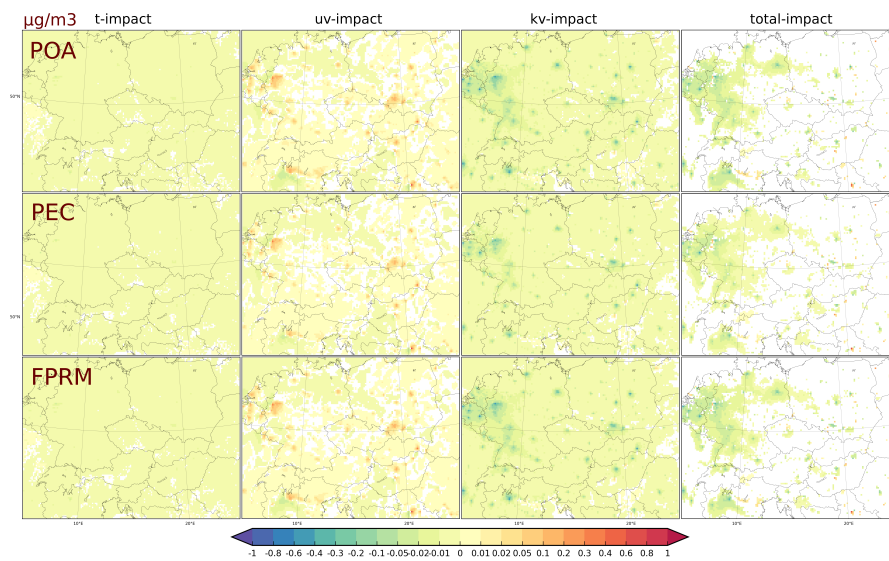 µg/m3 t-impact uv-impact kv-impact total-impact
POA
50°N
PEC
50°N
FPRM
10°E 20°E 10°E 20°E 10°E 20°E 10°E 20°E
-1 -0.8 -0.6 -0.4 -0.3 -0.2 -0.1 -0.05 -0.02 -0.01 0 0.01 0.02 0.05 0.1 0.2 0.3 0.4 0.6 0.8 1